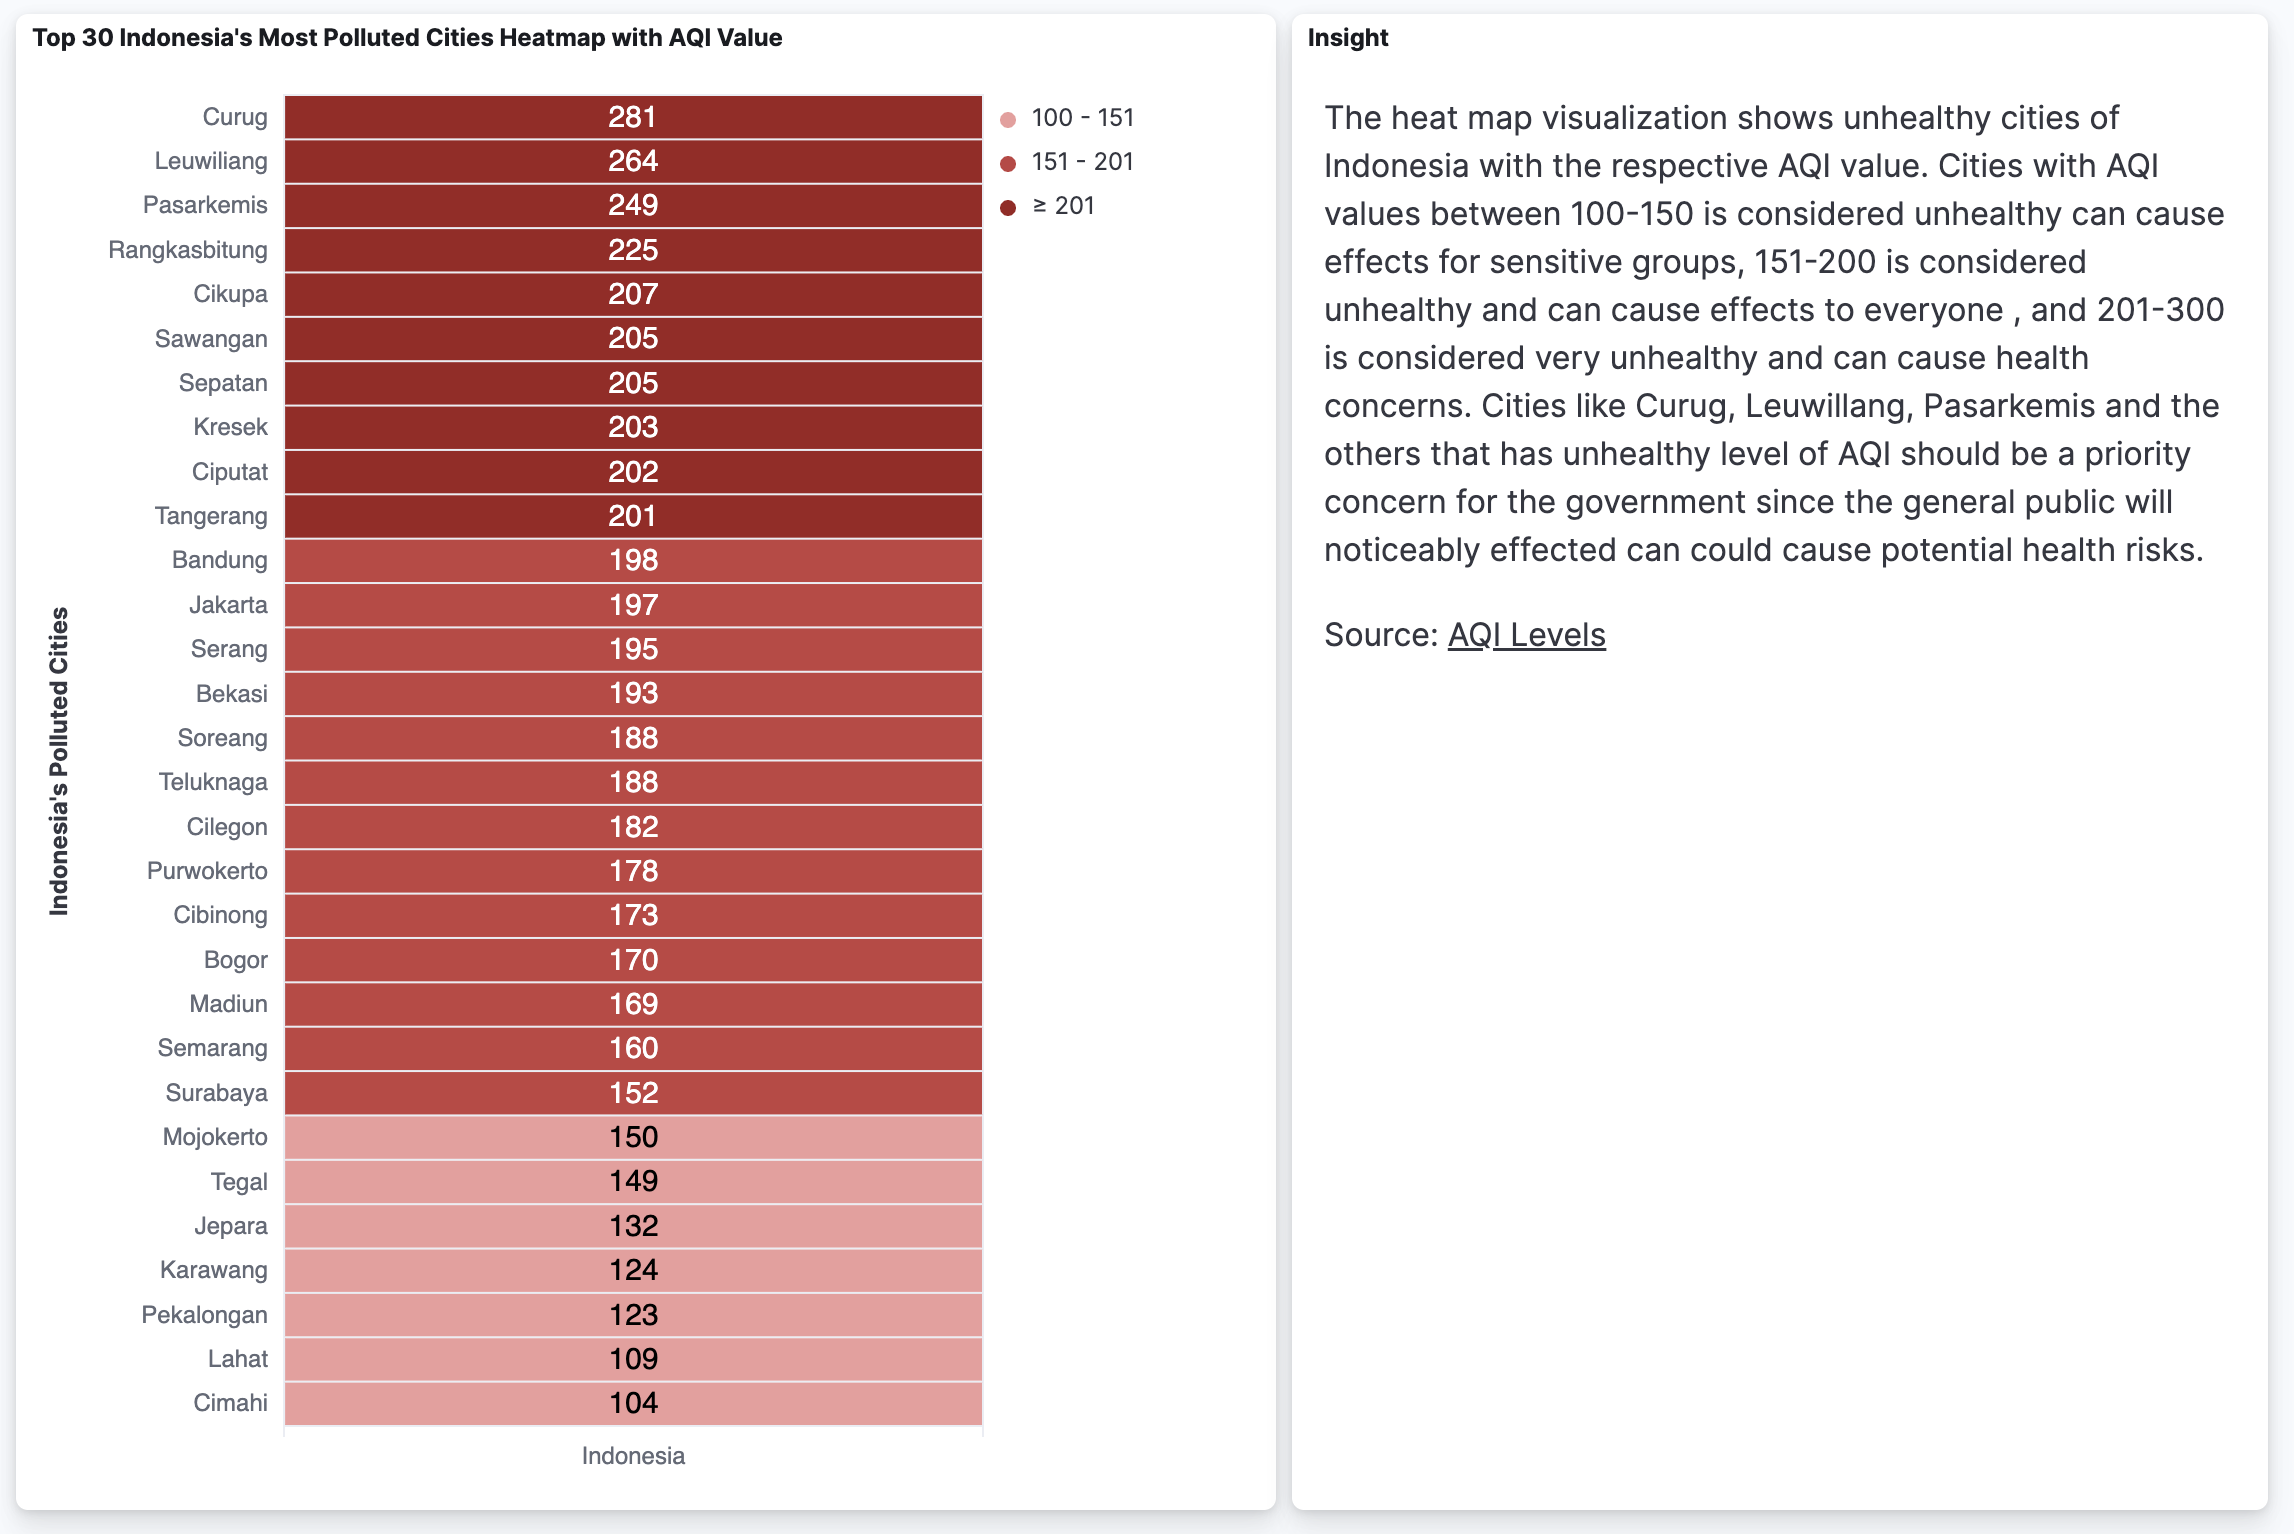 Top 30 Indonesia's Most Polluted Cities Heatmap with AQI Value
Indonesia's Polluted Cities
Curug 281
Leuwiliang 264
Pasarkemis 249
Rangkasbitung 225
Cikupa 207
Sawangan 205
Sepatan 205
Kresek 203
Ciputat 202
Tangerang 201
Bandung 198
Jakarta 197
Serang 195
Bekasi 193
Soreang 188
Teluknaga 188
Cilegon 182
Purwokerto 178
Cibinong 173
Bogor 170
Madiun 169
Semarang 160
Surabaya 152
Mojokerto 150
Tegal 149
Jepara 132
Karawang 124
Pekalongan 123
Lahat 109
Cimahi 104
Indonesia
100 - 151
151 - 201
≥ 201
Insight
The heat map visualization shows unhealthy cities of
Indonesia with the respective AQI value. Cities with AQI
values between 100-150 is considered unhealthy can cause
effects for sensitive groups, 151-200 is considered
unhealthy and can cause effects to everyone , and 201-300
is considered very unhealthy and can cause health
concerns. Cities like Curug, Leuwillang, Pasarkemis and the
others that has unhealthy level of AQI should be a priority
concern for the government since the general public will
noticeably effected can could cause potential health risks.
Source: AQI Levels